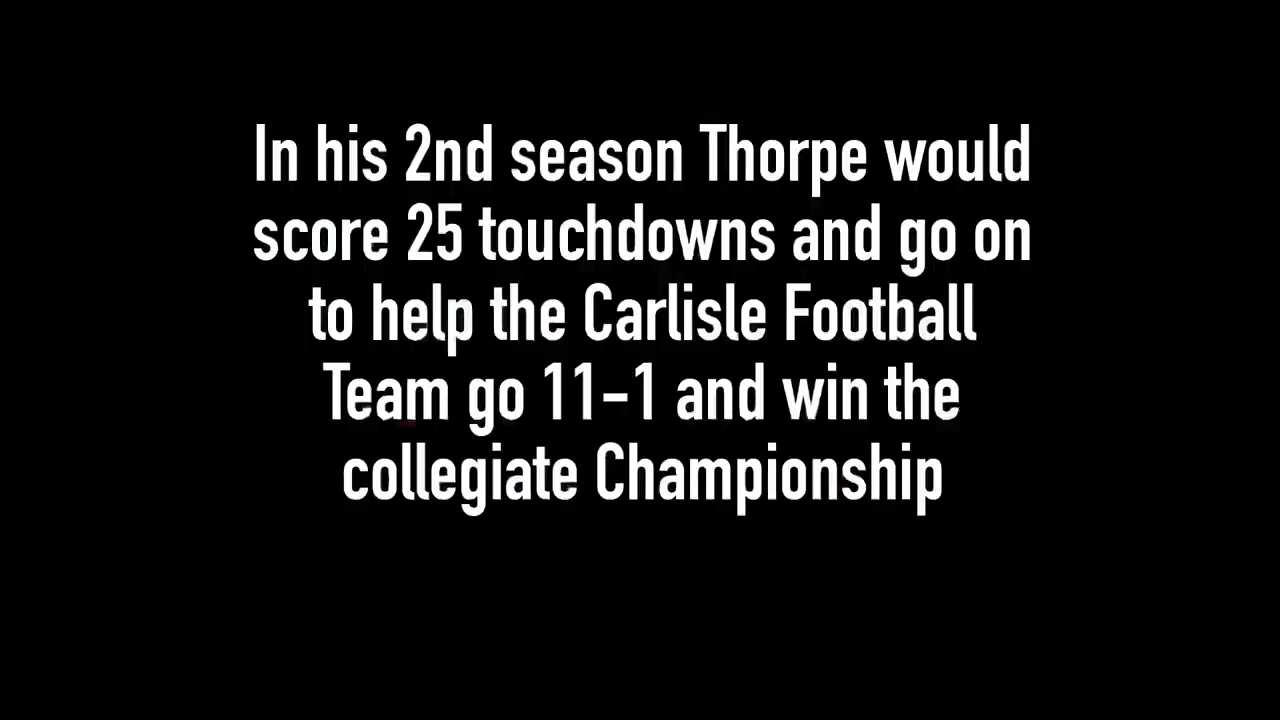 In his 2nd season Thorpe would
score 25 touchdowns and go on
to help the Carlisle Football
Team go 11-1 and win the
collegiate Championship